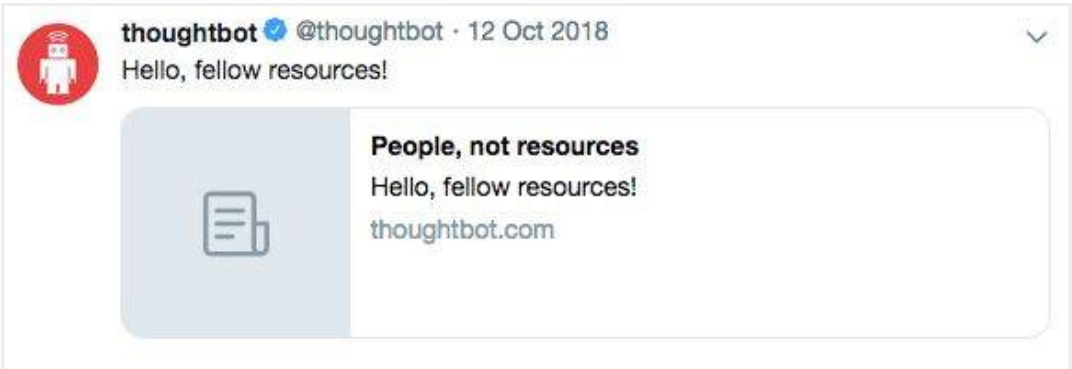 thoughtbot @thoughtbot · 12 Oct 2018
Hello, fellow resources!
People, not resources
Hello, fellow resources!
thoughtbot.com